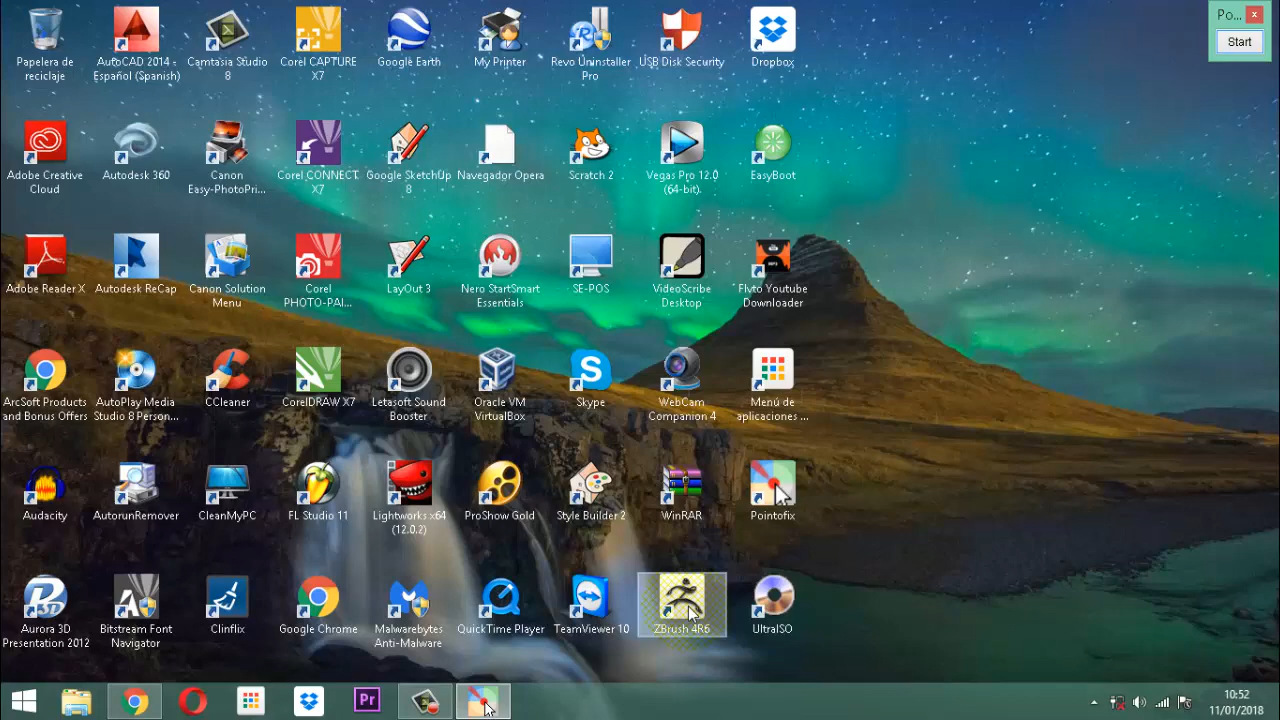 Papelera de
reciclaje
AutoCAD 2014 -
Español (Spanish)
Camtasia Studio
8
Corel CAPTURE
X7
Google Earth
My Printer
Revo Uninstaller
Pro
USB Disk Security
Dropbox
Po...
Start
Adobe Creative
Cloud
Autodesk 360
Canon
Easy-PhotoPri...
Corel CONNECT
X7
Google SketchUp
8
Navegador Opera
Scratch 2
Vegas Pro 12.0
(64-bit)
EasyBoot
Adobe Reader X
Autodesk ReCap
Canon Solution
Menu
Corel
PHOTO-PAI...
LayOut 3
Nero StartSmart
Essentials
SE-POS
VideoScribe
Desktop
Flyto Youtube
Downloader
ArcSoft Products
and Bonus Offers
AutoPlay Media
Studio 8 Person...
CCleaner
CorelDRAW X7
Letasoft Sound
Booster
Oracle VM
VirtualBox
Skype
WebCam
Companion 4
Menú de
aplicaciones ...
Audacity
AutorunRemover
CleanMyPC
FL Studio 11
Lightworks x64
(12.0.2)
ProShow Gold
Style Builder 2
WinRAR
Pointofix
Aurora 3D
Presentation 2012
Bitstream Font
Navigator
Clinflix
Google Chrome
Malwarebytes
Anti-Malware
QuickTime Player
TeamViewer 10
ZBrush 4R6
UltraISO
Pr
10:52
11/01/2018